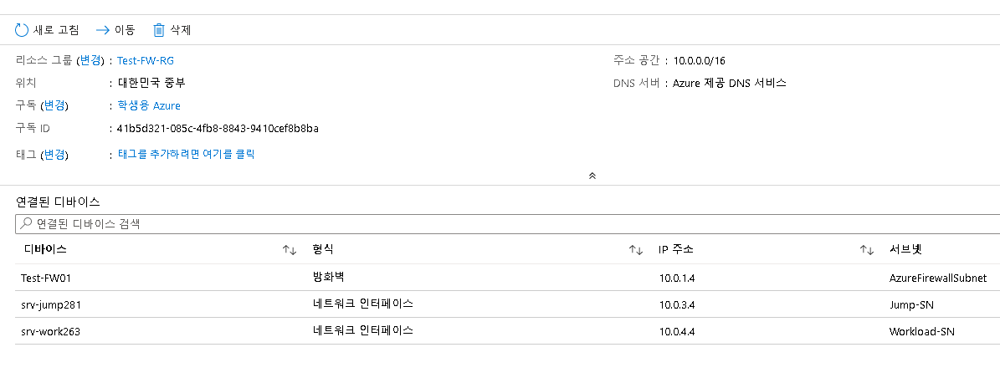 새로 고침 이동 삭제
리소스 그룹 (변경) : Test-FW-RG 주소 공간 : 10.0.0.0/16
위치 : 대한민국 중부 DNS 서버 : Azure 제공 DNS 서비스
구독 (변경) : 학생용 Azure
구독 ID : 41b5d321-085c-4fb8-8843-9410cef8b8ba
태그 (변경) : 태그를 추가하려면 여기를 클릭
연결된 디바이스
연결된 디바이스 검색
디바이스 형식 IP 주소 서브넷
Test-FW01 방화벽 10.0.1.4 AzureFirewallSubnet
srv-jump281 네트워크 인터페이스 10.0.3.4 Jump-SN
srv-work263 네트워크 인터페이스 10.0.4.4 Workload-SN